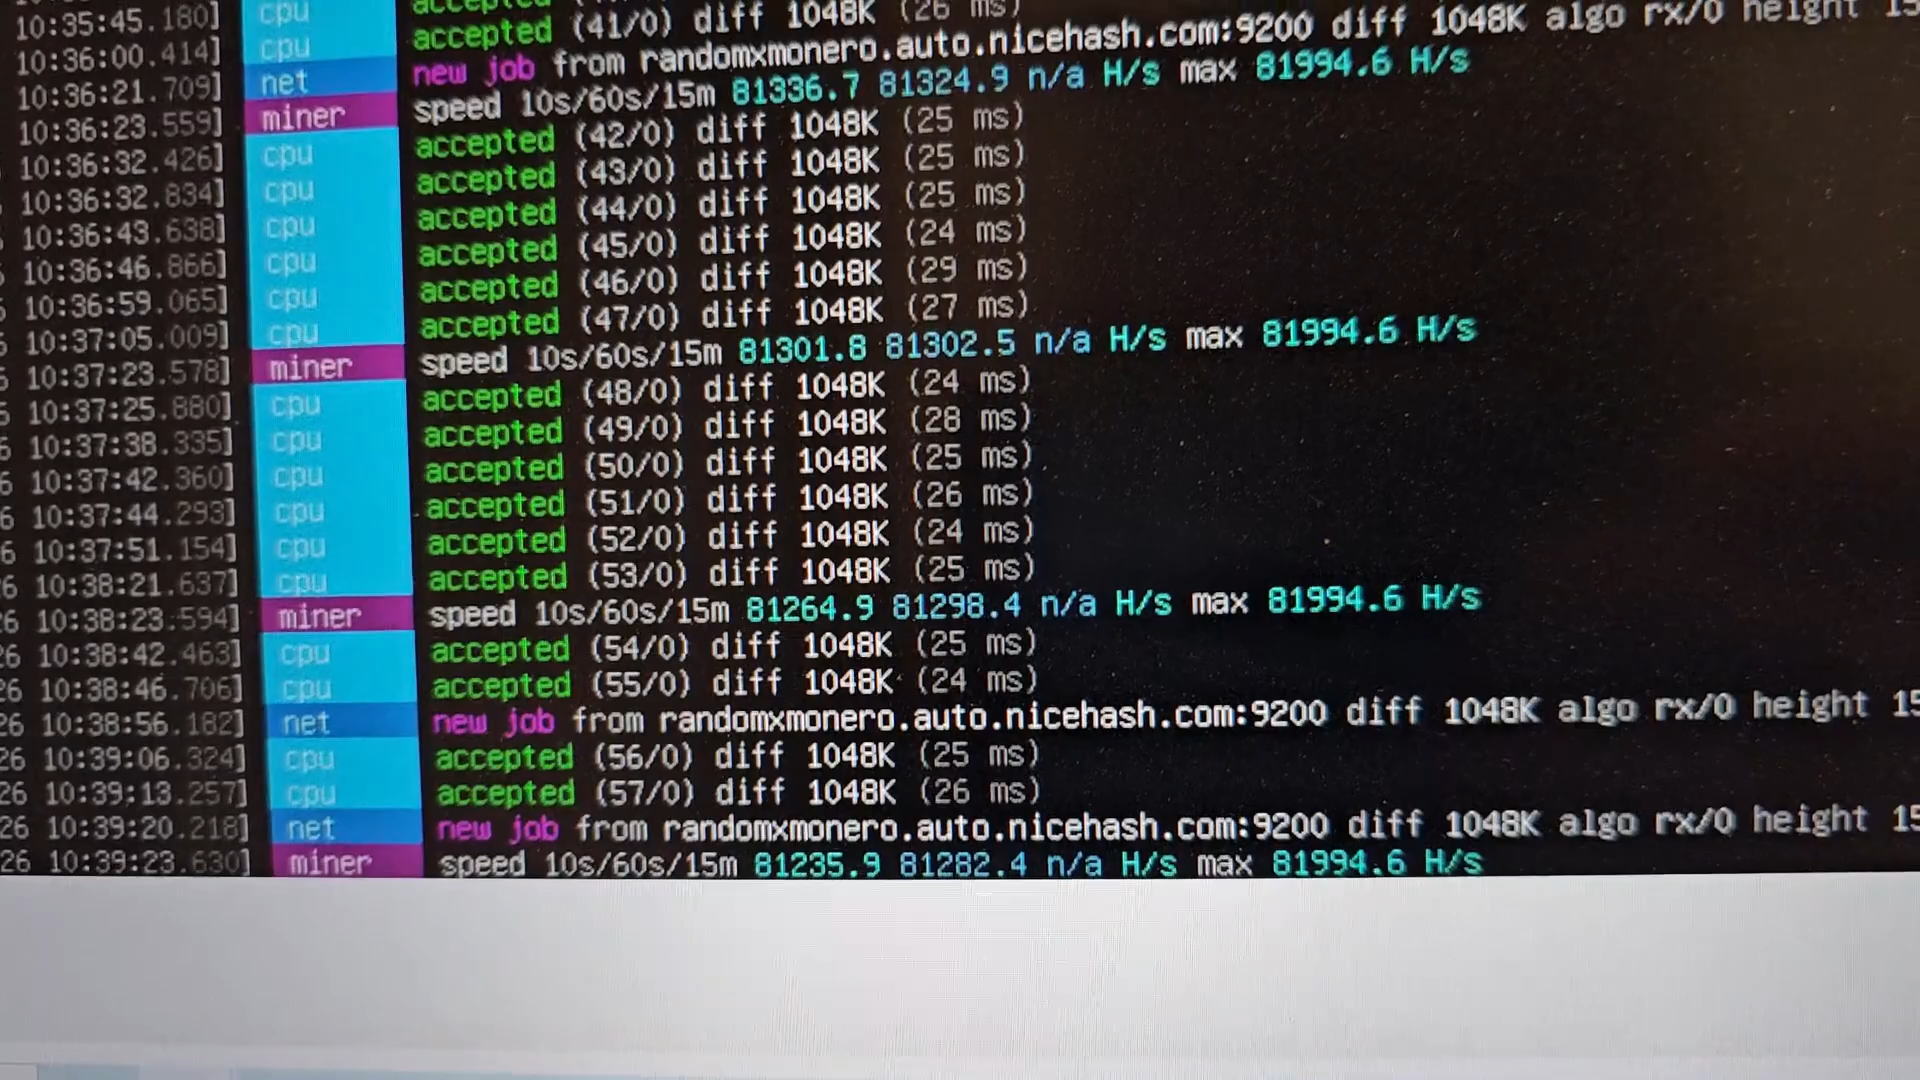 10:35:45.180] cpu accepted (41/0) diff 1048K (26 ms)
10:36:00.414] cpu
10:36:21.709] net new job from randomxmonero.auto.nicehash.com:9200 diff 1048K algo rx/0 height 15
10:36:23.559] miner speed 10s/60s/15m 81336.7 81324.9 n/a H/s max 81994.6 H/s
10:36:32.426] cpu accepted (42/0) diff 1048K (25 ms)
10:36:32.834] cpu accepted (43/0) diff 1048K (25 ms)
10:36:43.638] cpu accepted (44/0) diff 1048K (25 ms)
10:36:46.866] cpu accepted (45/0) diff 1048K (24 ms)
10:36:59.065] cpu accepted (46/0) diff 1048K (29 ms)
10:37:05.009] cpu accepted (47/0) diff 1048K (27 ms)
10:37:23.578] miner speed 10s/60s/15m 81301.8 81302.5 n/a H/s max 81994.6 H/s
10:37:25.880] cpu accepted (48/0) diff 1048K (24 ms)
10:37:38.335] cpu accepted (49/0) diff 1048K (28 ms)
6 10:37:42.360] cpu accepted (50/0) diff 1048K (25 ms)
6 10:37:44.293] cpu accepted (51/0) diff 1048K (26 ms)
6 10:37:51.154] cpu accepted (52/0) diff 1048K (24 ms)
6 10:38:21.637] cpu accepted (53/0) diff 1048K (25 ms)
26 10:38:23.594] miner speed 10s/60s/15m 81264.9 81298.4 n/a H/s max 81994.6 H/s
26 10:38:42.463] cpu accepted (54/0) diff 1048K (25 ms)
26 10:38:46.706] cpu accepted (55/0) diff 1048K (24 ms)
26 10:38:56.182] net new job from randomxmonero.auto.nicehash.com:9200 diff 1048K algo rx/0 height 15
26 10:39:06.324] cpu accepted (56/0) diff 1048K (25 ms)
26 10:39:13.257] cpu accepted (57/0) diff 1048K (26 ms)
26 10:39:20.218] net new job from randomxmonero.auto.nicehash.com:9200 diff 1048K algo rx/0 height 15
26 10:39:23.630] miner speed 10s/60s/15m 81235.9 81282.4 n/a H/s max 81994.6 H/s